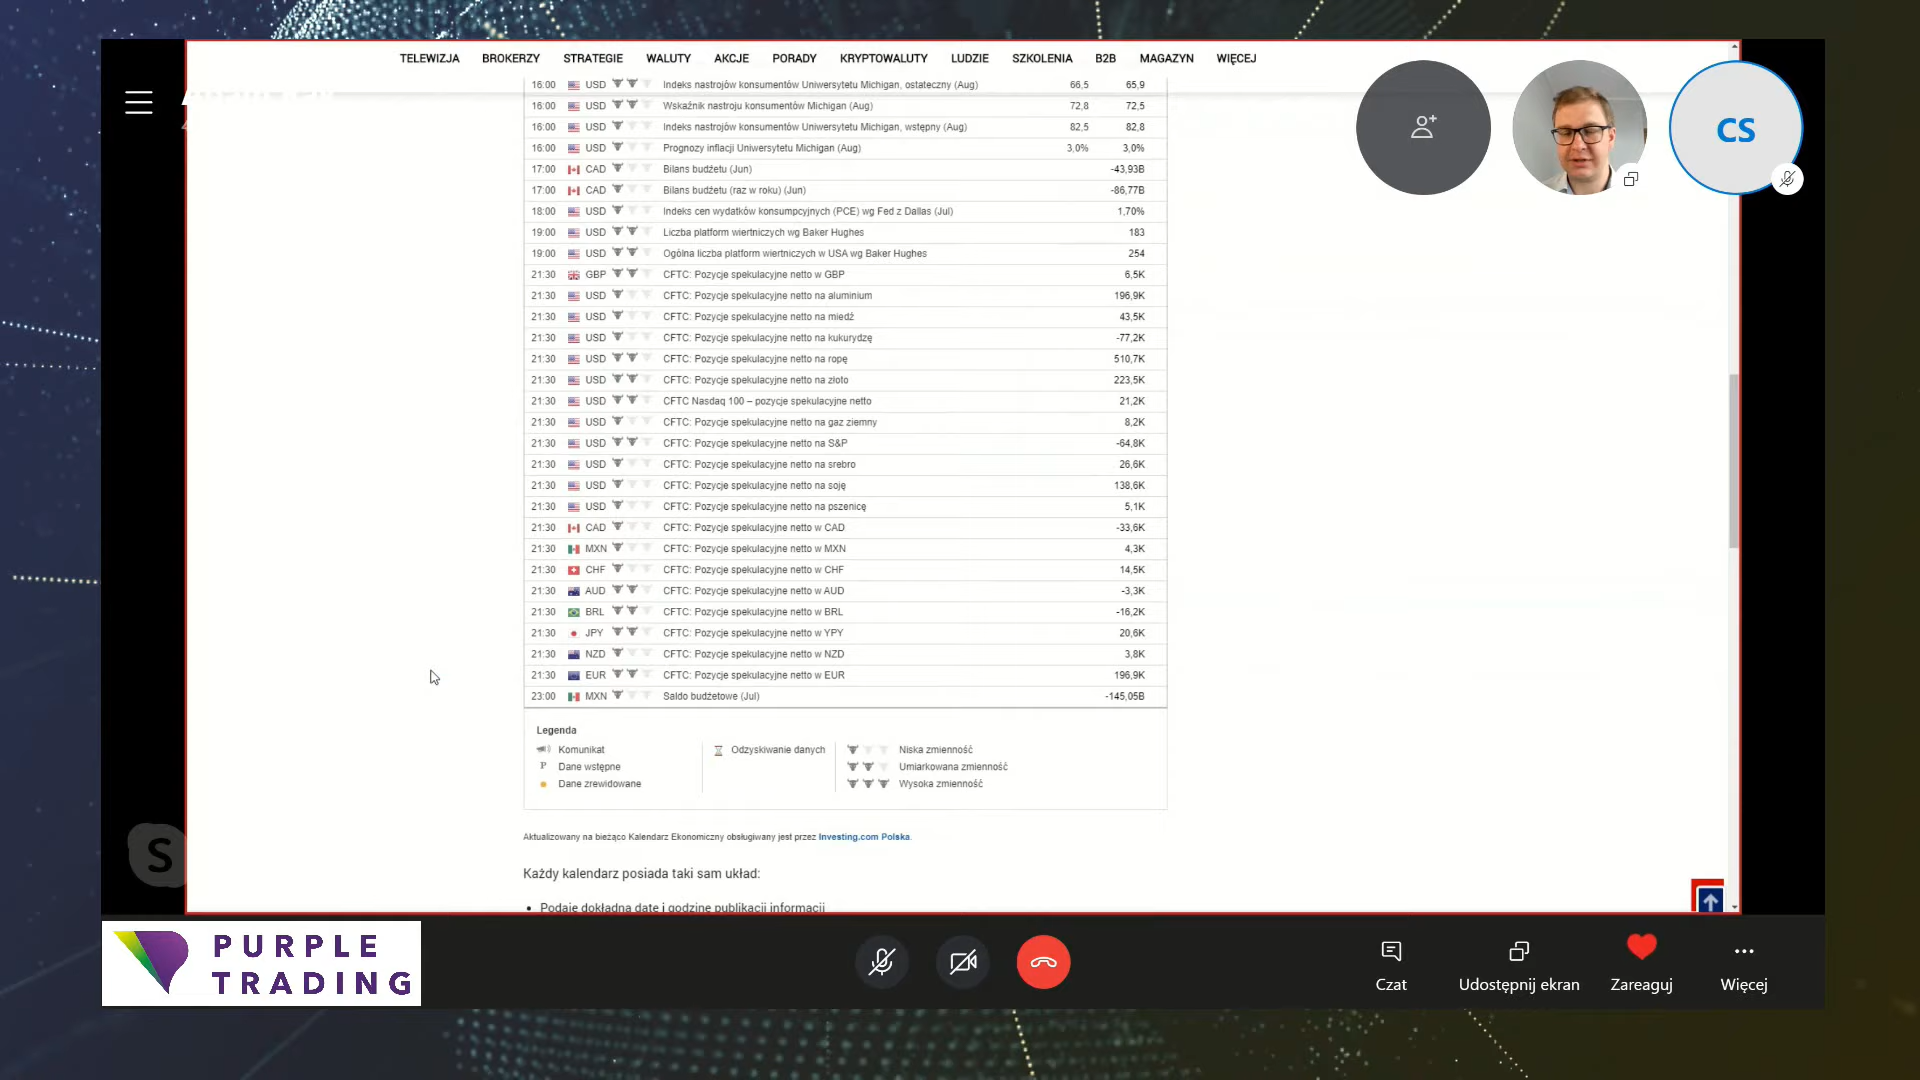 TELEWIZJA BROKERZY STRATEGIE WALUTY AKCJE PORADY KRYPTOWALUTY LUDZIE SZKOLENIA B2B MAGAZYN WIĘCEJ
16:00 USD Indeks nastrojów konsumentów Uniwersytetu Michigan, ostateczny (Aug) 66,5 65,9
16:00 USD Wskaźnik nastroju konsumentów Michigan (Aug) 72,8 72,5
16:00 USD Indeks nastrojów konsumentów Uniwersytetu Michigan, wstępny (Aug) 82,5 82,8
16:00 USD Prognozy inflacji Uniwersytetu Michigan (Aug) 3,0% 3,0%
17:00 CAD Bilans budżetu (Jun) -43,93B
17:00 CAD Bilans budżetu (raz w roku) (Jun) -86,77B
18:00 USD Indeks cen wydatków konsumpcyjnych (PCE) wg Fed z Dallas (Jul) 1,70%
19:00 USD Liczba platform wiertniczych wg Baker Hughes 183
19:00 USD Ogólna liczba platform wiertniczych w USA wg Baker Hughes 254
21:30 GBP CFTC: Pozycje spekulacyjne netto w GBP 6,5K
21:30 USD CFTC: Pozycje spekulacyjne netto na aluminium 196,9K
21:30 USD CFTC: Pozycje spekulacyjne netto na miedź 43,5K
21:30 USD CFTC: Pozycje spekulacyjne netto na kukurydzę -77,2K
21:30 USD CFTC: Pozycje spekulacyjne netto na ropę 510,7K
21:30 USD CFTC: Pozycje spekulacyjne netto na złoto 223,5K
21:30 USD CFTC Nasdaq 100 – pozycje spekulacyjne netto 21,2K
21:30 USD CFTC: Pozycje spekulacyjne netto na gaz ziemny 8,2K
21:30 USD CFTC: Pozycje spekulacyjne netto na S&P -64,8K
21:30 USD CFTC: Pozycje spekulacyjne netto na srebro 26,6K
21:30 USD CFTC: Pozycje spekulacyjne netto na soję 138,6K
21:30 USD CFTC: Pozycje spekulacyjne netto na pszenicę 5,1K
21:30 CAD CFTC: Pozycje spekulacyjne netto w CAD -33,6K
21:30 MXN CFTC: Pozycje spekulacyjne netto w MXN 4,3K
21:30 CHF CFTC: Pozycje spekulacyjne netto w CHF 14,5K
21:30 AUD CFTC: Pozycje spekulacyjne netto w AUD -3,3K
21:30 BRL CFTC: Pozycje spekulacyjne netto w BRL -16,2K
21:30 JPY CFTC: Pozycje spekulacyjne netto w YPY 20,6K
21:30 NZD CFTC: Pozycje spekulacyjne netto w NZD 3,8K
21:30 EUR CFTC: Pozycje spekulacyjne netto w EUR 196,9K
23:00 MXN Saldo budżetowe (Jul) -145,05B
Legenda
Komunikat
P Dane wstępne
Dane zrewidowane
Odzyskiwanie danych
Niska zmienność
Umiarkowana zmienność
Wysoka zmienność
Aktualizowany na bieżąco Kalendarz Ekonomiczny obsługiwany jest przez Investing.com Polska.
Każdy kalendarz posiada taki sam układ:
• Podaje dokładną datę i godzinę publikacji informacji
CS
S
PURPLE
TRADING
Czat Udostępnij ekran Zareaguj Więcej